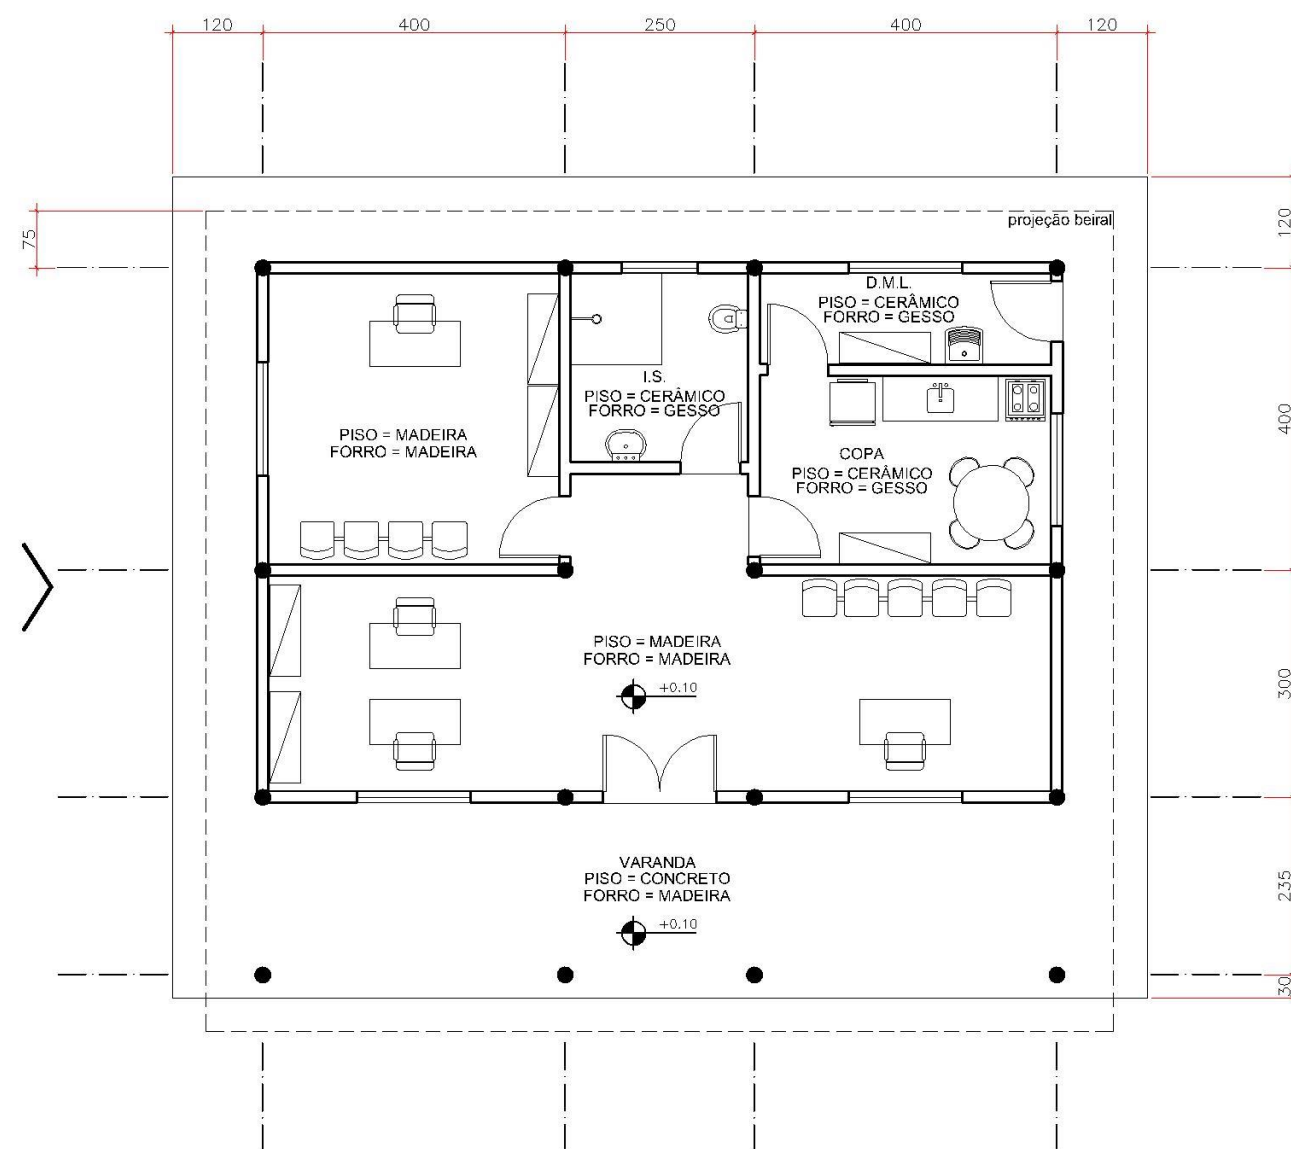 120 400 250 400 120
projeção beiral
75
120
D.M.L.
PISO = CERÂMICO
FORRO = GESSO
I.S.
PISO = CERÂMICO
FORRO = GESSO
400
PISO = MADEIRA
FORRO = MADEIRA
COPA
PISO = CERÂMICO
FORRO = GESSO
PISO = MADEIRA
FORRO = MADEIRA
+0.10
300
VARANDA
PISO = CONCRETO
FORRO = MADEIRA
+0.10
235
30